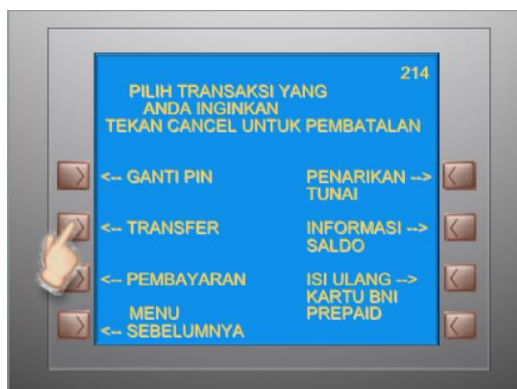 214
PILIH TRANSAKSI YANG
ANDA INGINKAN
TEKAN CANCEL UNTUK PEMBATALAN
<-- GANTI PIN
PENARIKAN -->
TUNAI
<-- TRANSFER
INFORMASI -->
SALDO
<-- PEMBAYARAN
ISI ULANG -->
KARTU BNI
PREPAID
MENU
<-- SEBELUMNYA